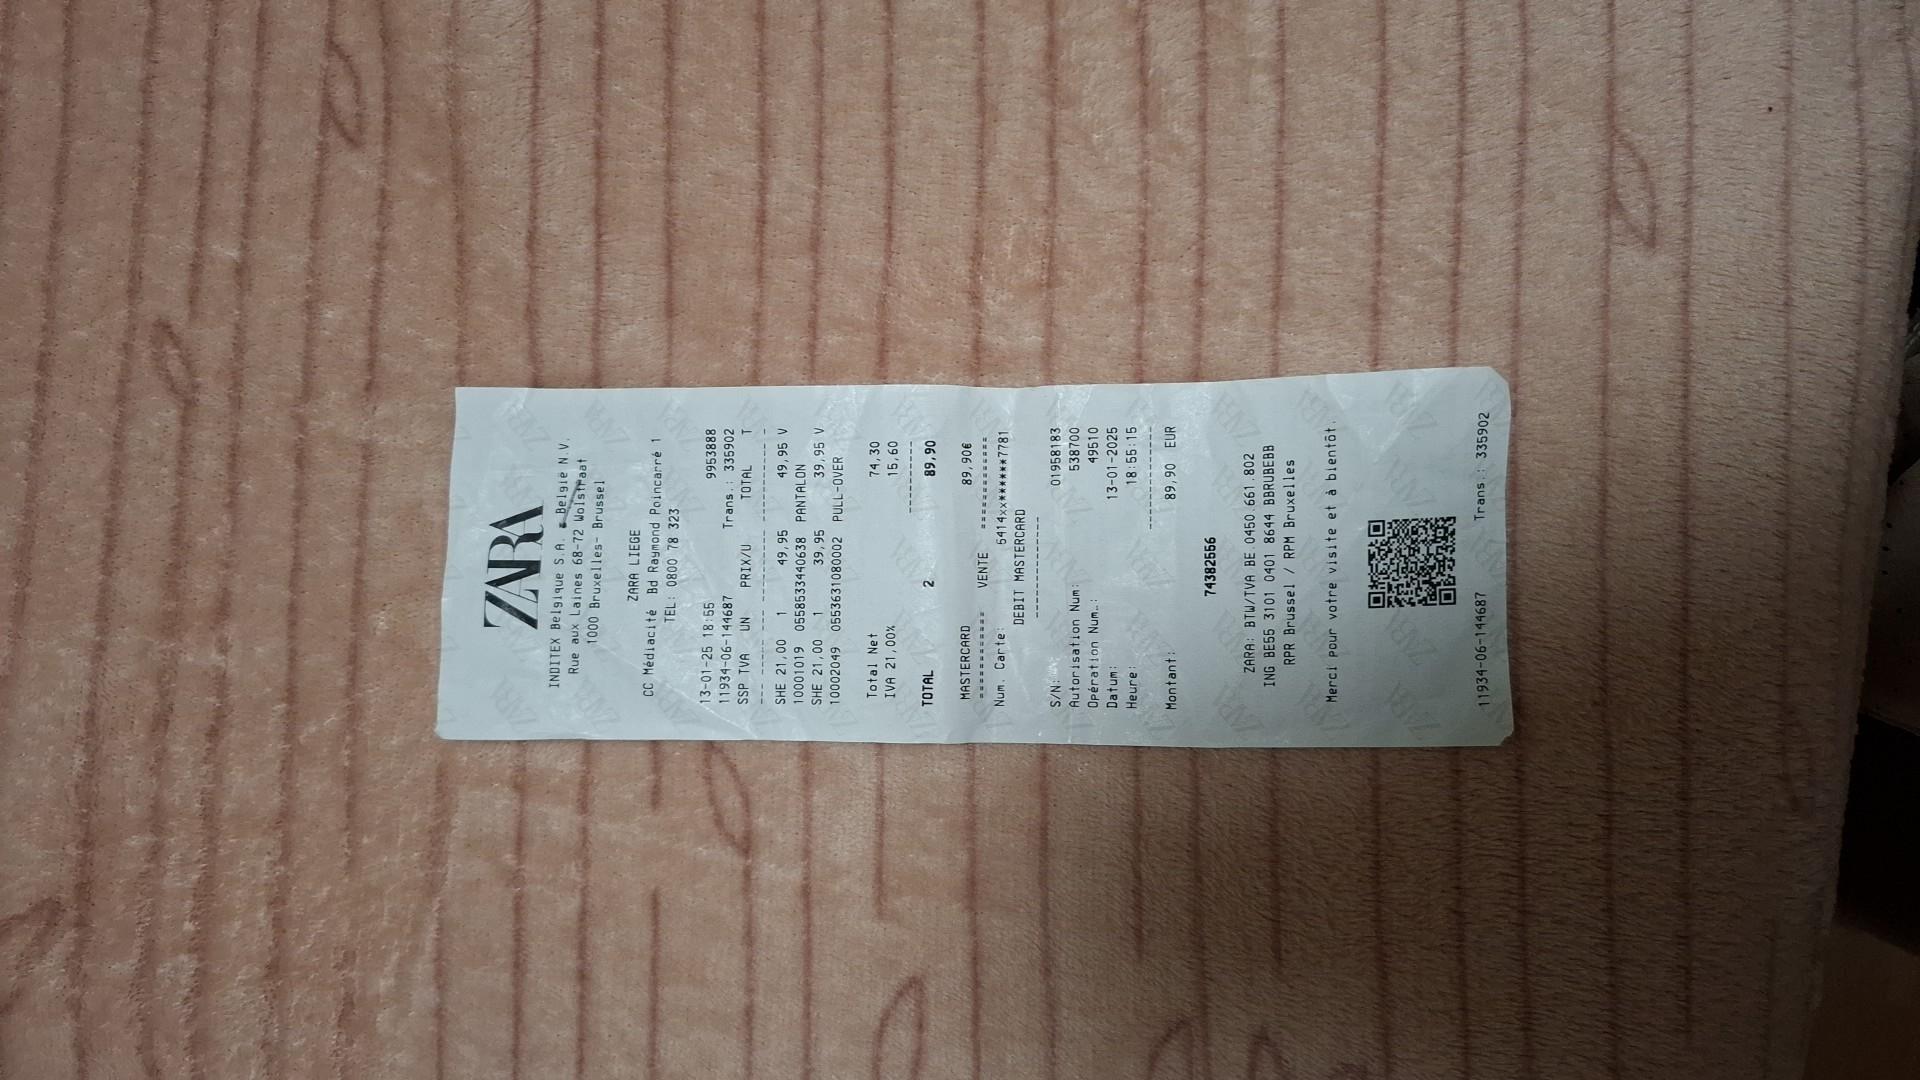 ZARA
INDITEX Belgique S.A. - België N.V.
Rue aux Laines 68-72 Wolstraat
1000 Bruxelles- Brussel
ZARA LIEGE
CC Médiacité Bd Raymond Poincarré 1
TEL: 0800 78 323
13-01-25 18:55 9953888
11934-06-144687 Trans.: 335902
SSP TVA UN PRIX/U TOTAL T
SHE 21,00 1 49,95 49,95 V
10001019 05853344063​8 PANTALON
SHE 21,00 1 39,95 39,95 V
10002049 05536310800​02 PULL-OVER
Total Net 74,30
IVA 21,00% 15,60
TOTAL 2 89,90
MASTERCARD 89,90€
=========== VENTE ============
Num. Carte: 5414xx********7781
DEBIT MASTERCARD
S/N: 01958183
Autorisation Num: 538700
Opération Num.: 49510
Datum: 13-01-2025
Heure: 18:55:15
Montant: 89,90 EUR
74382556
ZARA: BTW/TVA BE 0450.661.802
ING BE55 3101 0401 8644 BBRUBEBB
RPR Brussel / RPM Bruxelles
Merci pour votre visite et à bientôt.
11934-06-144687 Trans.: 335902